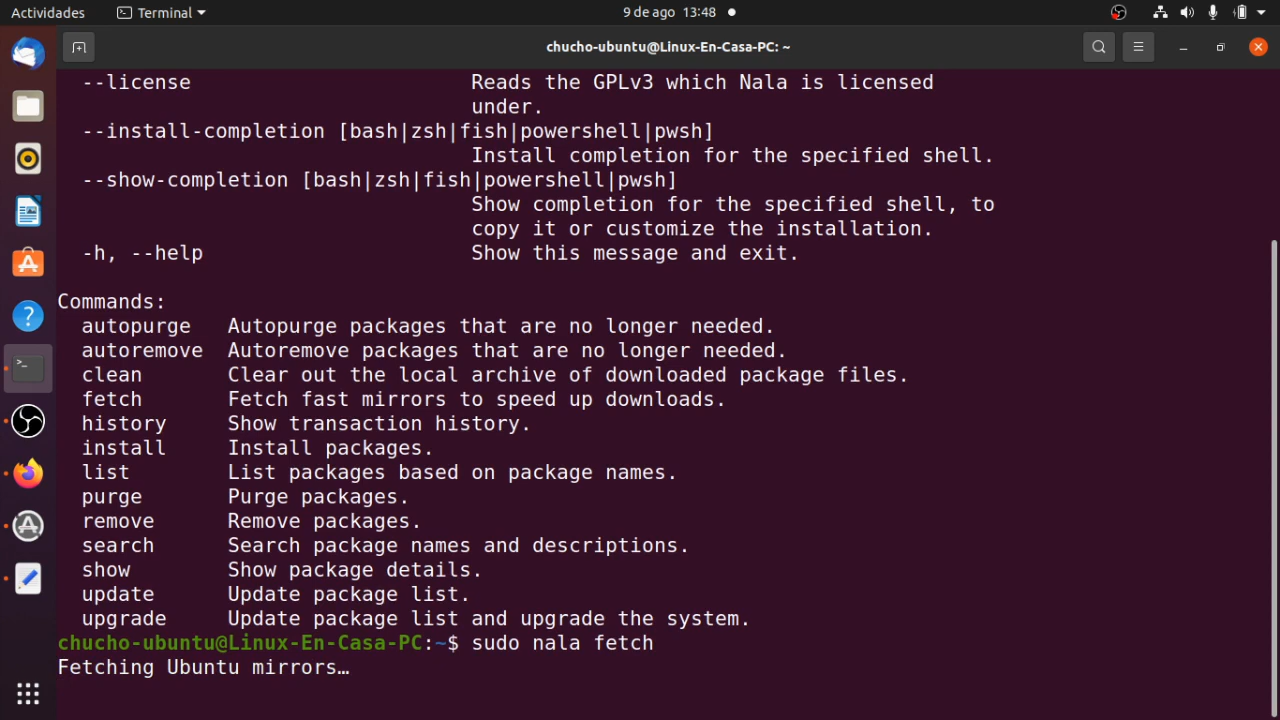 Actividades
Terminal
9 de ago 13:48
chucho-ubuntu@Linux-En-Casa-PC: ~
--license Reads the GPLv3 which Nala is licensed
under.
--install-completion [bash|zsh|fish|powershell|pwsh]
Install completion for the specified shell.
--show-completion [bash|zsh|fish|powershell|pwsh]
Show completion for the specified shell, to
copy it or customize the installation.
-h, --help Show this message and exit.
Commands:
autopurge Autopurge packages that are no longer needed.
autoremove Autoremove packages that are no longer needed.
clean Clear out the local archive of downloaded package files.
fetch Fetch fast mirrors to speed up downloads.
history Show transaction history.
install Install packages.
list List packages based on package names.
purge Purge packages.
remove Remove packages.
search Search package names and descriptions.
show Show package details.
update Update package list.
upgrade Update package list and upgrade the system.
chucho-ubuntu@Linux-En-Casa-PC:~$ sudo nala fetch
Fetching Ubuntu mirrors…